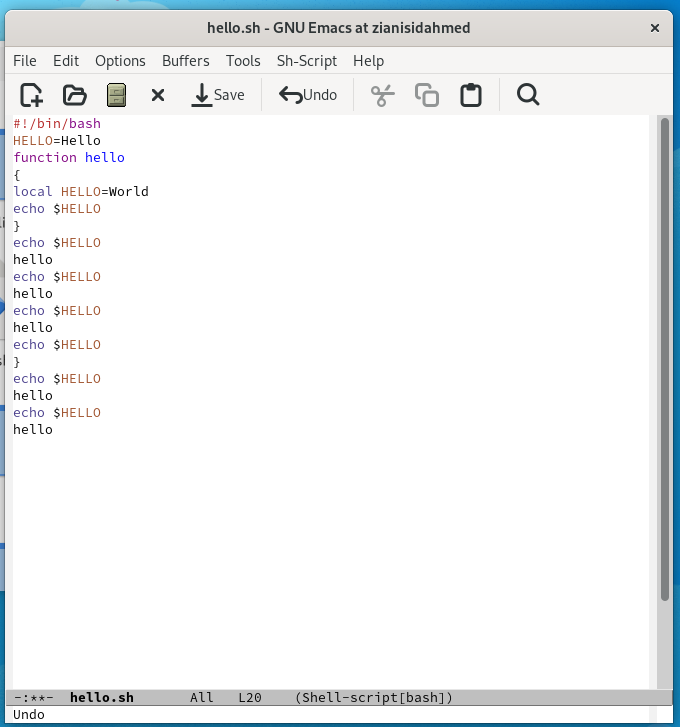 hello.sh - GNU Emacs at zianisidahmed ×
File Edit Options Buffers Tools Sh-Script Help
Save Undo
#!/bin/bash
HELLO=Hello
function hello
{
local HELLO=World
echo $HELLO
}
echo $HELLO
hello
echo $HELLO
hello
echo $HELLO
hello
echo $HELLO
}
echo $HELLO
hello
echo $HELLO
hello
-:**- hello.sh All L20 (Shell-script[bash])
Undo